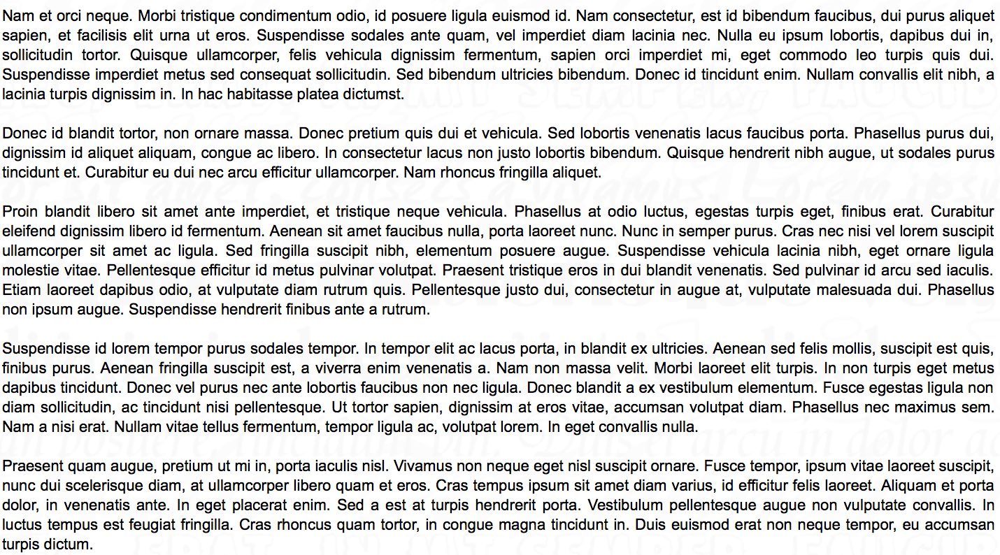 Nam et orci neque. Morbi tristique condimentum odio, id posuere ligula euismod id. Nam consectetur, est id bibendum faucibus, dui purus aliquet
sapien, et facilisis elit urna ut eros. Suspendisse sodales ante quam, vel imperdiet diam lacinia nec. Nulla eu ipsum lobortis, dapibus dui in,
sollicitudin tortor. Quisque ullamcorper, felis vehicula dignissim fermentum, sapien orci imperdiet mi, eget commodo leo turpis quis dui.
Suspendisse imperdiet metus sed consequat sollicitudin. Sed bibendum ultricies bibendum. Donec id tincidunt enim. Nullam convallis elit nibh, a
lacinia turpis dignissim in. In hac habitasse platea dictumst.
Donec id blandit tortor, non ornare massa. Donec pretium quis dui et vehicula. Sed lobortis venenatis lacus faucibus porta. Phasellus purus dui,
dignissim id aliquet aliquam, congue ac libero. In consectetur lacus non justo lobortis bibendum. Quisque hendrerit nibh augue, ut sodales purus
tincidunt et. Curabitur eu dui nec arcu efficitur ullamcorper. Nam rhoncus fringilla aliquet.
Proin blandit libero sit amet ante imperdiet, et tristique neque vehicula. Phasellus at odio luctus, egestas turpis eget, finibus erat. Curabitur
eleifend dignissim libero id fermentum. Aenean sit amet faucibus nulla, porta laoreet nunc. Nunc in semper purus. Cras nec nisi vel lorem suscipit
ullamcorper sit amet ac ligula. Sed fringilla suscipit nibh, elementum posuere augue. Suspendisse vehicula lacinia nibh, eget ornare ligula
molestie vitae. Pellentesque efficitur id metus pulvinar volutpat. Praesent tristique eros in dui blandit venenatis. Sed pulvinar id arcu sed iaculis.
Etiam laoreet dapibus odio, at vulputate diam rutrum quis. Pellentesque justo dui, consectetur in augue at, vulputate malesuada dui. Phasellus
non ipsum augue. Suspendisse hendrerit finibus ante a rutrum.
Suspendisse id lorem tempor purus sodales tempor. In tempor elit ac lacus porta, in blandit ex ultricies. Aenean sed felis mollis, suscipit est quis,
finibus purus. Aenean fringilla suscipit est, a viverra enim venenatis a. Nam non massa velit. Morbi laoreet elit turpis. In non turpis eget metus
dapibus tincidunt. Donec vel purus nec ante lobortis faucibus non nec ligula. Donec blandit a ex vestibulum elementum. Fusce egestas ligula non
diam sollicitudin, ac tincidunt nisi pellentesque. Ut tortor sapien, dignissim at eros vitae, accumsan volutpat diam. Phasellus nec maximus sem.
Nam a nisi erat. Nullam vitae tellus fermentum, tempor ligula ac, volutpat lorem. In eget convallis nulla.
Praesent quam augue, pretium ut mi in, porta iaculis nisl. Vivamus non neque eget nisl suscipit ornare. Fusce tempor, ipsum vitae laoreet suscipit,
nunc dui scelerisque diam, at ullamcorper libero quam et eros. Cras tempus ipsum sit amet diam varius, id efficitur felis laoreet. Aliquam et porta
dolor, in venenatis ante. In eget placerat enim. Sed a est at turpis hendrerit porta. Vestibulum pellentesque augue non vulputate convallis. In
luctus tempus est feugiat fringilla. Cras rhoncus quam tortor, in congue magna tincidunt in. Duis euismod erat non neque tempor, eu accumsan
turpis dictum.